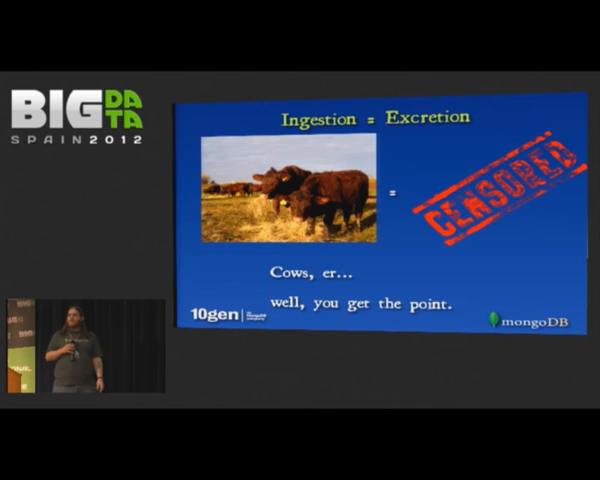 BIG DATA
SPAIN 2012
Ingestion = Excretion
=
CENSORED
Cows, er...
well, you get the point.
10gen
mongoDB